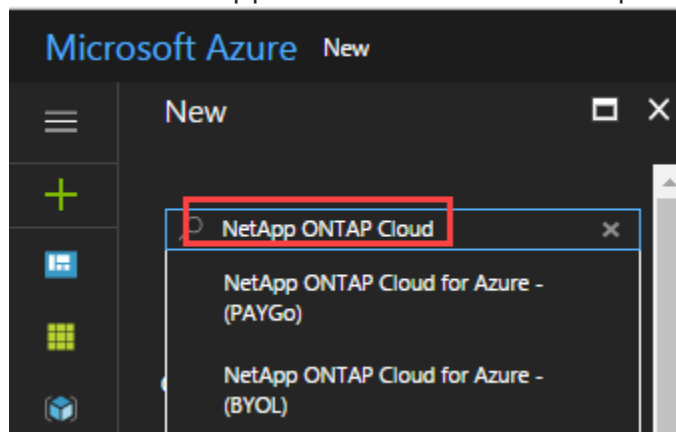 Microsoft Azure New
New
NetApp ONTAP Cloud
NetApp ONTAP Cloud for Azure -
(PAYGo)
NetApp ONTAP Cloud for Azure -
(BYOL)